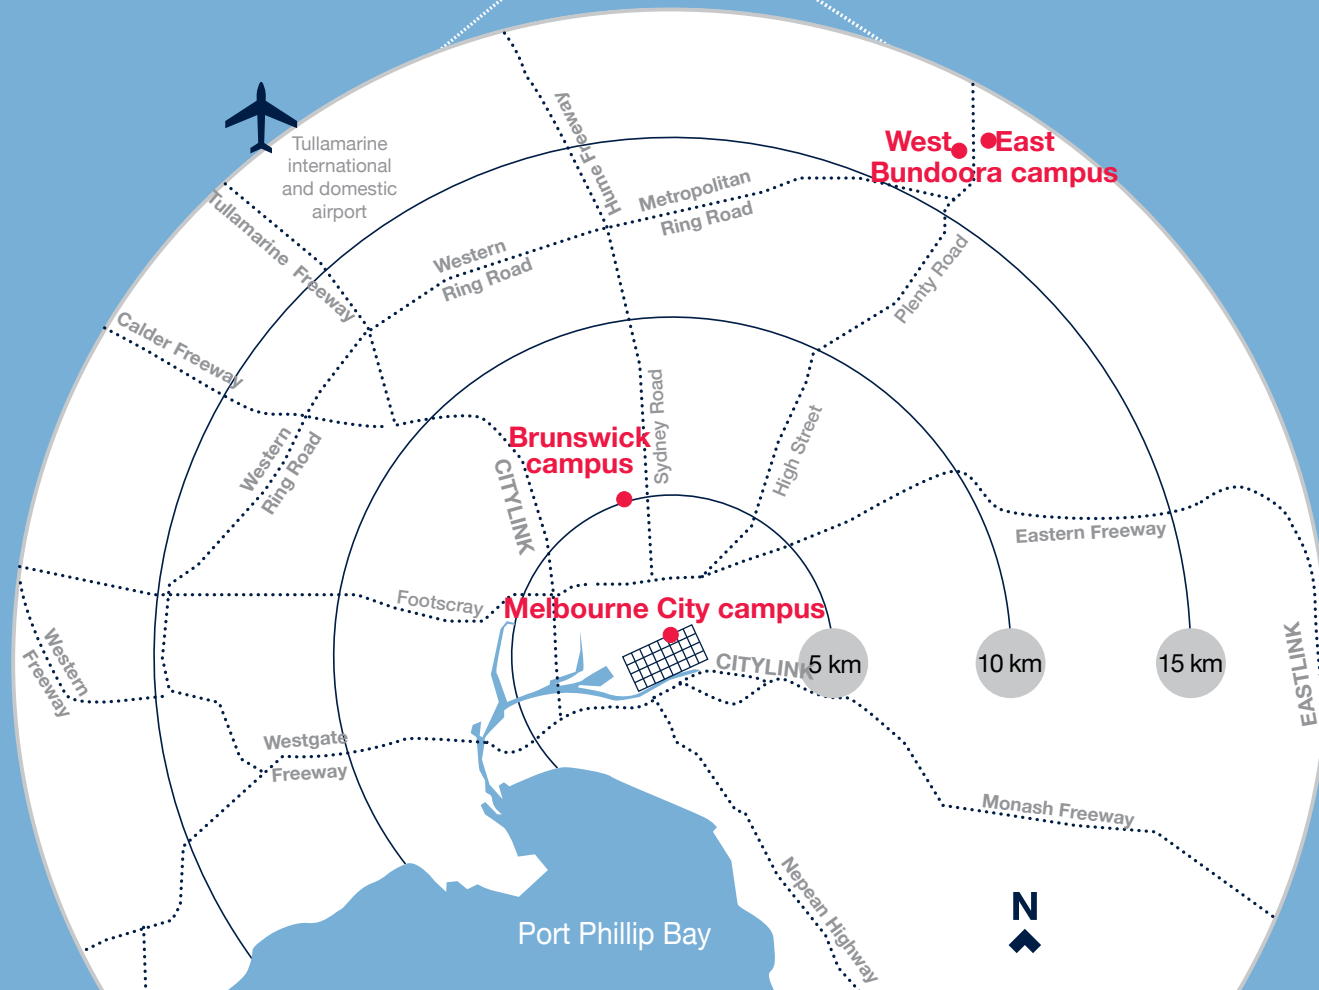 Tullamarine
international
and domestic
airport
Hume Freeway
West
East
Bundoora campus
Metropolitan
Ring Road
Tullamarine Freeway
Western
Ring Road
Plenty Road
Calder Freeway
Sydney Road
High Street
Brunswick
campus
Western
Ring Road
CITYLINK
Eastern Freeway
Footscray
Melbourne City campus
CITYLINK
5 km
10 km
15 km
EASTLINK
Western
Freeway
Westgate
Freeway
Monash Freeway
Nepean Highway
Port Phillip Bay
N